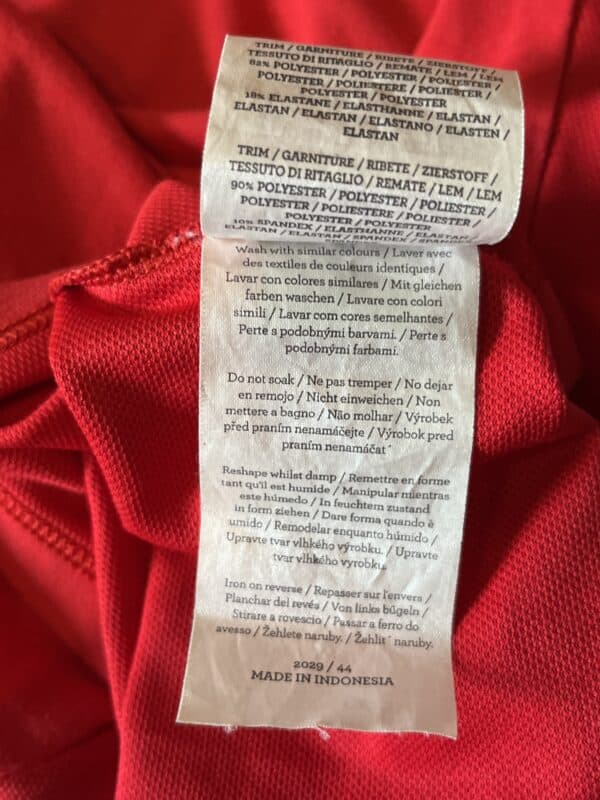 TRIM / GARNITURE / RIBETE / ZIERSTOFF /
TESSUTO DI RITAGLIO / REMATE / LEM / LEM
82% POLYESTER / POLYESTER / POLIESTER /
POLYESTER / POLIESTERE / POLIESTER /
POLYESTER / POLYESTER
18% ELASTANE / ELASTHANNE / ELASTAN /
ELASTAN / ELASTAN / ELASTANO / ELASTEN /
ELASTAN
TRIM / GARNITURE / RIBETE / ZIERSTOFF /
TESSUTO DI RITAGLIO / REMATE / LEM / LEM
90% POLYESTER / POLYESTER / POLIESTER /
POLYESTER / POLIESTERE / POLIESTER /
POLYESTER / POLYESTER
10% SPANDEX / ELASTHANNE / ELASTAN /
ELASTAN / ELASTAN / SPANDEX / SPANDEX /
Wash with similar colours / Laver avec
des textiles de couleurs identiques /
Lavar con colores similares / Mit gleichen
farben waschen / Lavare con colori
simili / Lavar com cores semelhantes /
Perte s podobnými barvami. / Perte s
podobnými farbami.
Do not soak / Ne pas tremper / No dejar
en remojo / Nicht einweichen / Non
mettere a bagno / Não molhar / Výrobek
před praním nenamáčejte / Výrobok pred
praním nenamáčat´
Reshape whilst damp / Remettre en forme
tant qu'il est humide / Manipular mientras
este húmedo / In feuchtem zustand
in form ziehen / Dare forma quando è
umido / Remodelar enquanto húmido /
Upravte tvar vlhkého výrobku. / Upravte
tvar vlhkého výrobku.
Iron on reverse / Repasser sur l'envers /
Planchar del revés / Von links bügeln /
Stirare a rovescio / Passar a ferro do
avesso / Žehlete naruby. / Žehlit´ naruby.
2029 / 44
MADE IN INDONESIA